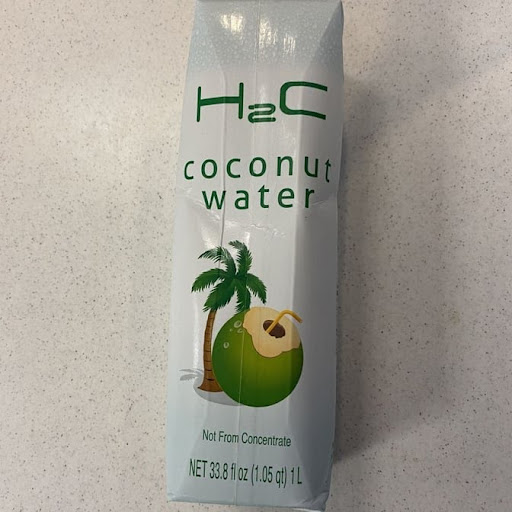 H2C
coconut
water
Not From Concentrate
NET 33.8 fl oz (1.05 qt) 1 L